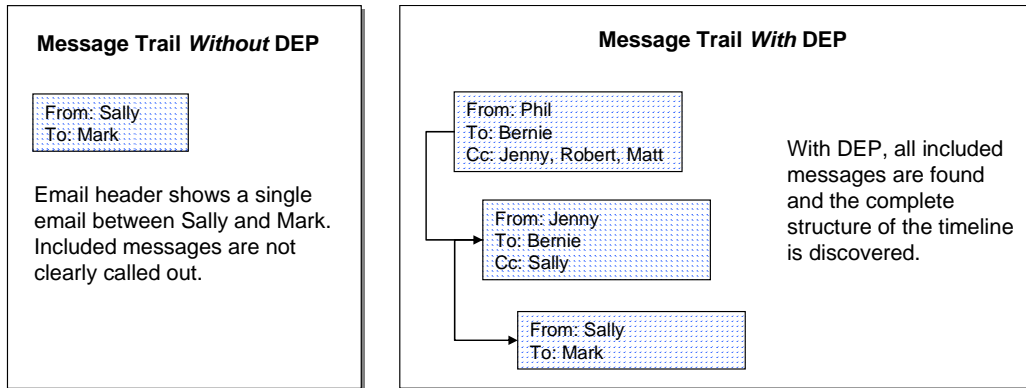 Message Trail Without DEP
From: Sally
To: Mark
Email header shows a single
email between Sally and Mark.
Included messages are not
clearly called out.
Message Trail With DEP
From: Phil
To: Bernie
Cc: Jenny, Robert, Matt
From: Jenny
To: Bernie
Cc: Sally
From: Sally
To: Mark
With DEP, all included
messages are found
and the complete
structure of the timeline
is discovered.